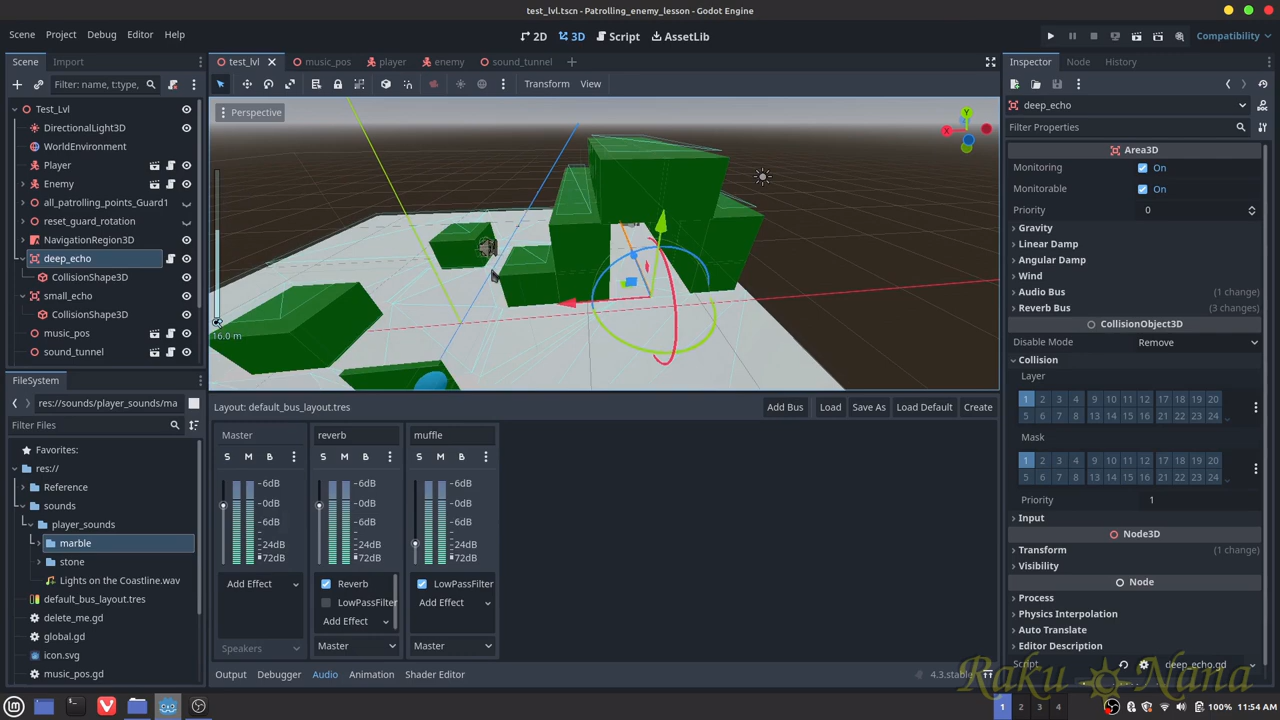 test_lvl.tscn - Patrolling_enemy_lesson - Godot Engine
Scene Project Debug Editor Help
2D 3D Script AssetLib
Compatibility
Scene Import
Filter: name, t:type,
Test_Lvl
DirectionalLight3D
WorldEnvironment
Player
Enemy
all_patrolling_points_Guard1
reset_guard_rotation
NavigationRegion3D
deep_echo
CollisionShape3D
small_echo
CollisionShape3D
music_pos
sound_tunnel
FileSystem
res://sounds/player_sounds/ma
Filter Files
Favorites:
res://
Reference
sounds
player_sounds
marble
stone
Lights on the Coastline.wav
default_bus_layout.tres
delete_me.gd
global.gd
icon.svg
music_pos.gd
test_lvl music_pos player enemy sound_tunnel
Transform View
Perspective
16.0 m
X Y Z
Layout: default_bus_layout.tres
Add Bus Load Save As Load Default Create
Master reverb muffle
S M B S M B S M B
-6dB -6dB -6dB
-0dB -0dB -0dB
-6dB -6dB -6dB
-24dB -24dB -24dB
-72dB -72dB -72dB
Add Effect Reverb LowPassFilter
LowPassFilter Add Effect
Add Effect
Speakers Master Master
Output Debugger Audio Animation Shader Editor
4.3.stable
Inspector Node History
deep_echo
Filter Properties
Area3D
Monitoring On
Monitorable On
Priority 0
Gravity
Linear Damp
Angular Damp
Wind
Audio Bus (1 change)
Reverb Bus (3 changes)
CollisionObject3D
Disable Mode Remove
Collision
Layer
1 2 3 4 9 10 11 12 17 18 19 20
5 6 7 8 13 14 15 16 21 22 23 24
Mask
1 2 3 4 9 10 11 12 17 18 19 20
5 6 7 8 13 14 15 16 21 22 23 24
Priority 1
Input
Node3D
Transform (1 change)
Visibility
Node
Process
Physics Interpolation
Auto Translate
Editor Description
Script deep_echo.gd
Raku Nana
1 2 3 4
100% 11:54 AM